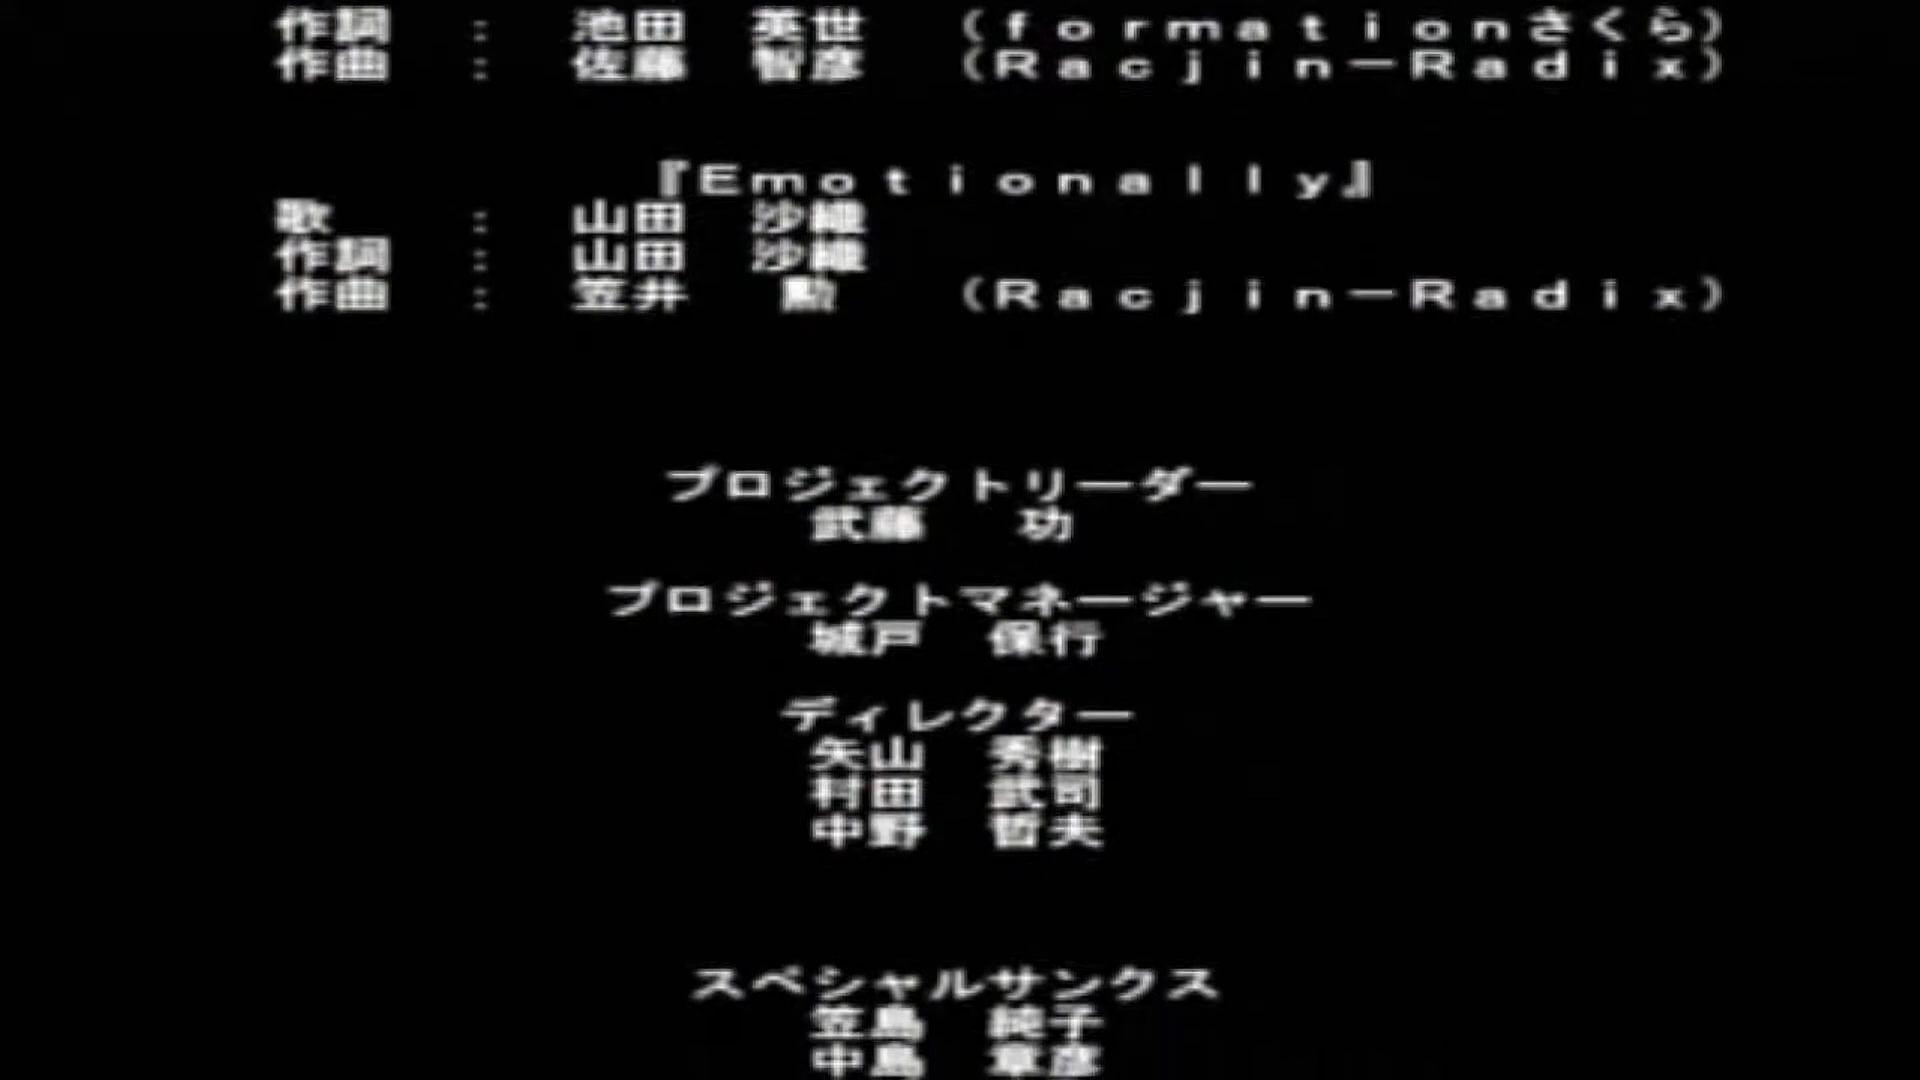 作詞 : 池田 英世 (formationさくら)
作曲 : 佐藤 智彦 (Racjin-Radix)
『Emotionally』
歌 : 山田 沙織
作詞 : 山田 沙織
作曲 : 笠井 勲 (Racjin-Radix)
プロジェクトリーダー
武藤 功
プロジェクトマネージャー
城戸 保行
ディレクター
矢山 秀樹
村田 武司
中野 哲夫
スペシャルサンクス
笠島 純子
中島 章彦